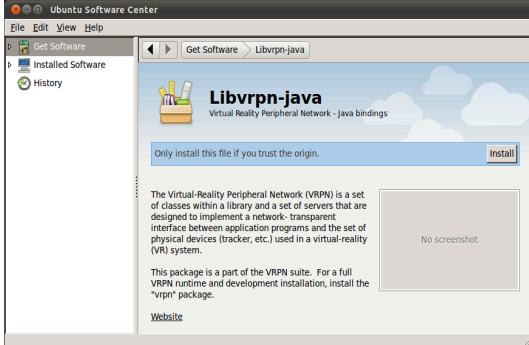 Ubuntu Software Center
File Edit View Help
Get Software
Installed Software
History
Get Software Libvrpn-java
Libvrpn-java
Virtual Reality Peripheral Network - Java bindings
Only install this file if you trust the origin. Install
The Virtual-Reality Peripheral Network (VRPN) is a set
of classes within a library and a set of servers that are
designed to implement a network- transparent
interface between application programs and the set of
physical devices (tracker, etc.) used in a virtual-reality
(VR) system.
No screenshot
This package is a part of the VRPN suite. For a full
VRPN runtime and development installation, install the
"vrpn" package.
Website